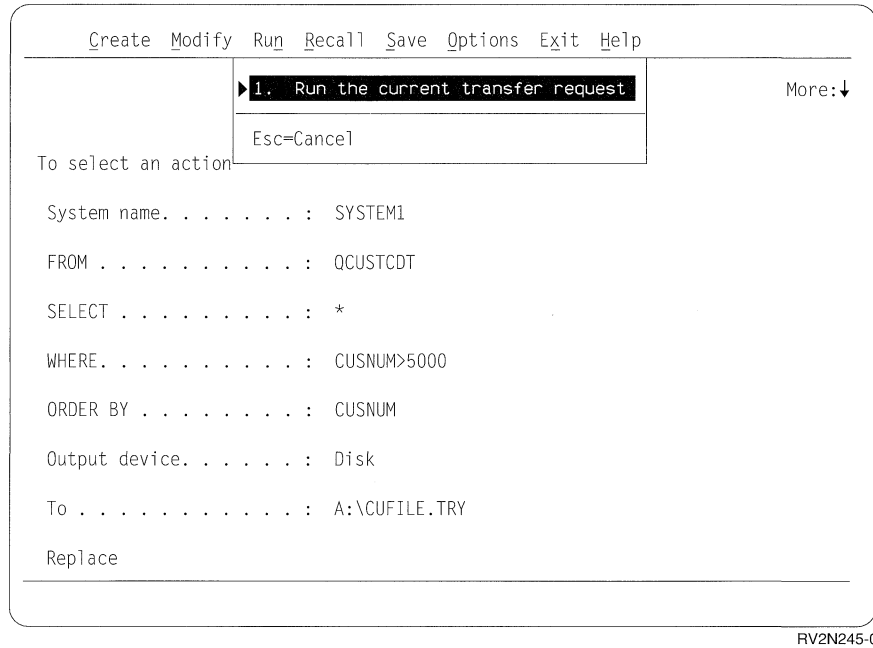 Create Modify Run Recall Save Options Exit Help
1. Run the current transfer request
More:↓
Esc=Cancel
To select an action
System name. . . . . . . : SYSTEM1
FROM . . . . . . . . . . : QCUSTCDT
SELECT . . . . . . . . . : *
WHERE. . . . . . . . . . : CUSNUM>5000
ORDER BY . . . . . . . . : CUSNUM
Output device. . . . . . : Disk
To . . . . . . . . . . . : A:\CUFILE.TRY
Replace
RV2N245-0